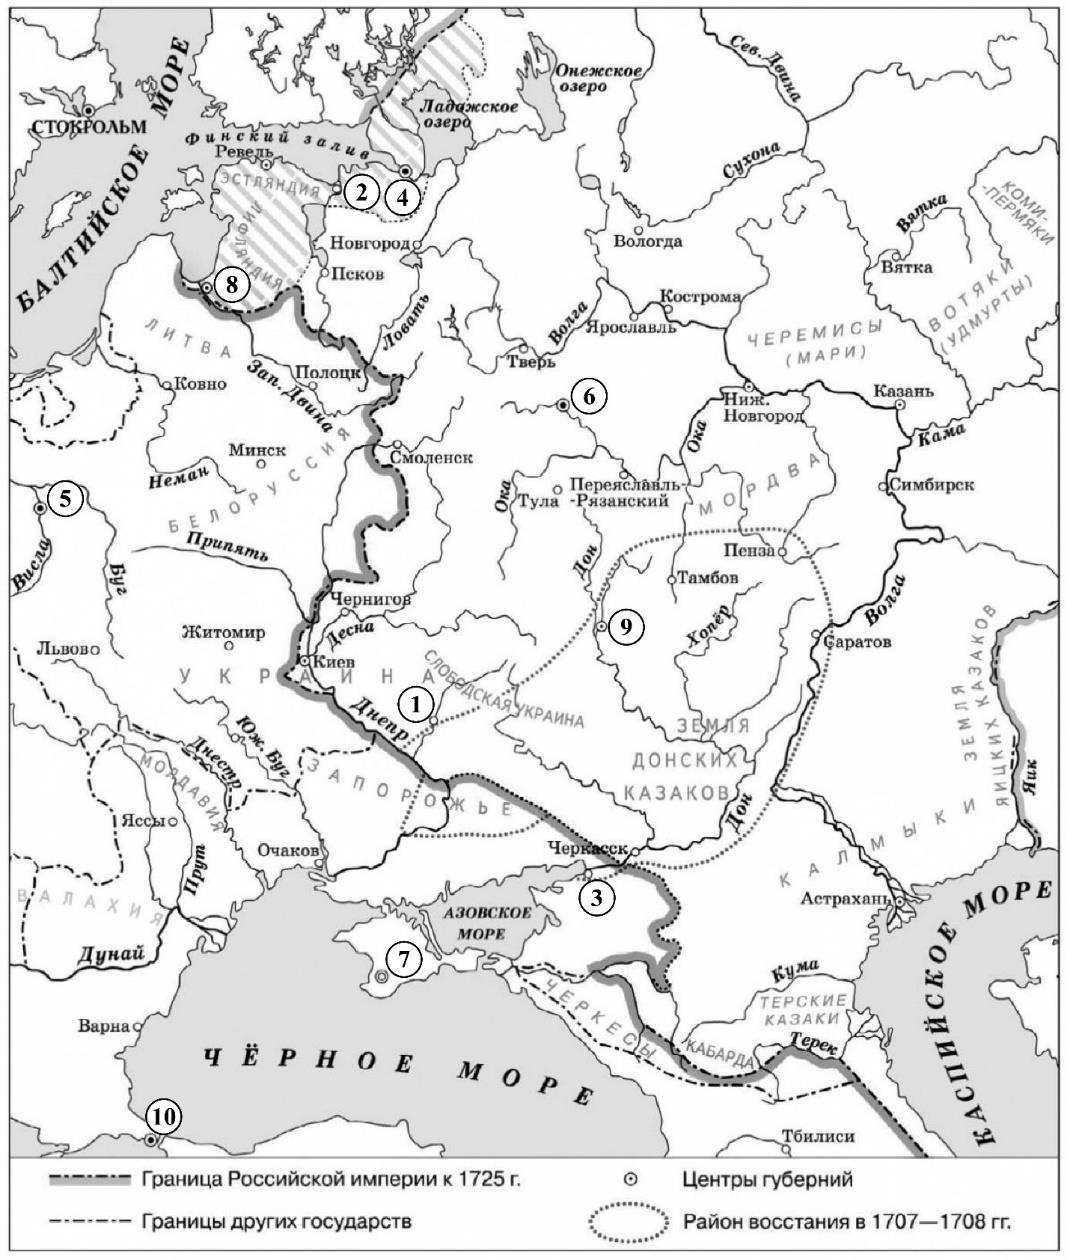 СТОКРОЛЬМ
БАЛТИЙСКОЕ МОРЕ
Финский залив
Ладожское
озеро
Онежское
озеро
Сев. Двина
Сухона
Ревель
ЭСТЛЯНДИЯ
ЛИФЛЯНДИЯ
2
4
КОМИ-
-ПЕРМЯКИ
Вятка
Вятка
Вологда
Новгород
Псков
8
Кострома
Ярославль
Волга
Ловать
Тверь
ВОТЯКИ
(УДМУРТЫ)
ЧЕРЕМИСЫ
(МАРИ)
ЛИТВА
Ковно
Полоцк
Зап. Двина
6
Ниж.
Новгород
Казань
Кама
Ока
Минск
Неман
БЕЛОРУССИЯ
Смоленск
Ока
Тула
Переяславль-
-Рязанский
МОРДВА
Симбирск
5
Висла
Буг
Припять
Дон
Пенза
Тамбов
Хопёр
Волга
Чернигов
Десна
Житомир
Львов
Киев
УКРАИНА
9
Саратов
СЛОБОДСКАЯ УКРАИНА
1
Днепр
ЗЕМЛЯ
ДОНСКИХ
КАЗАКОВ
ЗЕМЛЯ
ЯИЦКИХ КАЗАКОВ
Яик
Юж. Буг
Днестр
МОЛДАВИЯ
ЗАПОРОЖЬЕ
Дон
КАЛМЫКИ
Яссы
Прут
Очаков
Черкасск
3
Астрахань
ВАЛАХИЯ
Дунай
АЗОВСКОЕ
МОРЕ
7
КАСПИЙСКОЕ МОРЕ
Кума
ЧЕРКЕСЫ
ТЕРСКИЕ
КАЗАКИ
КАБАРДА
Терек
Варна
ЧЁРНОЕ МОРЕ
10
Тбилиси
Граница Российской империи к 1725 г.
Центры губерний
Границы других государств
Район восстания в 1707—1708 гг.